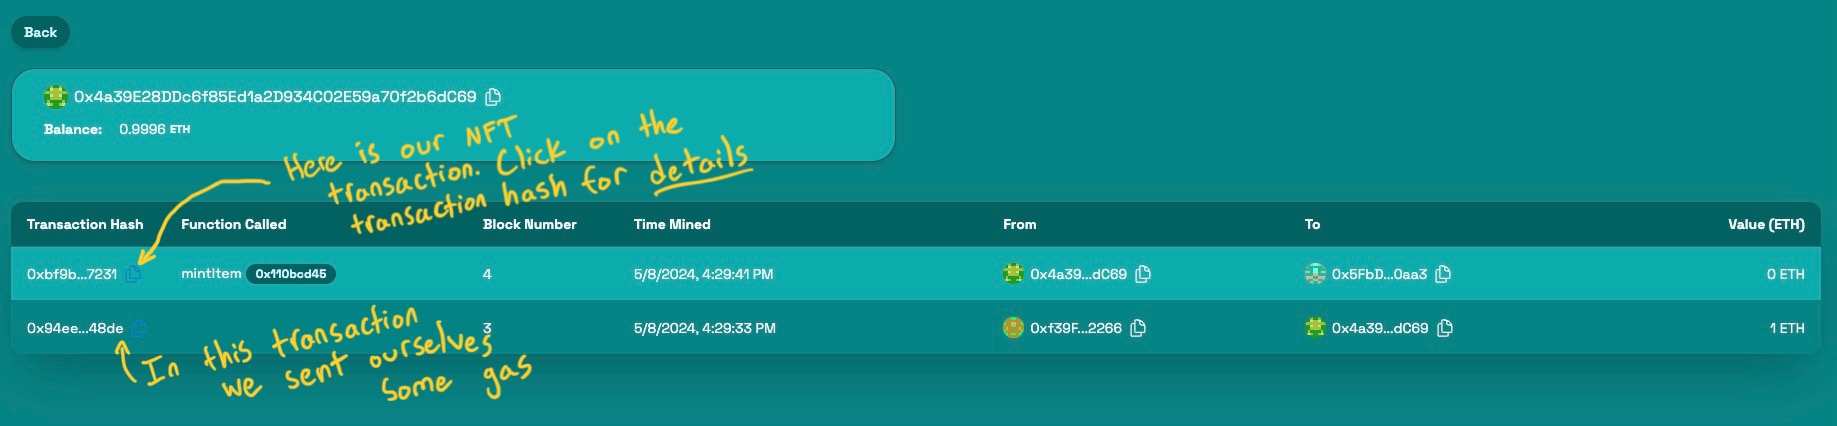 Back
0x4a39E28DDc6f85Ed1a2D934C02E59a70f2b6dC69
Balance: 0.9996 ETH
Here is our NFT
transaction. Click on the
transaction hash for details
Transaction Hash Function Called Block Number Time Mined From To Value (ETH)
0xbf9b...7231 mintItem 0x110bcd45 4 5/8/2024, 4:29:41 PM 0x4a39...dC69 0x5FbD...0aa3 0 ETH
0x94ee...48de 3 5/8/2024, 4:29:33 PM 0xf39F...2266 0x4a39...dC69 1 ETH
In this transaction
we sent ourselves
some gas